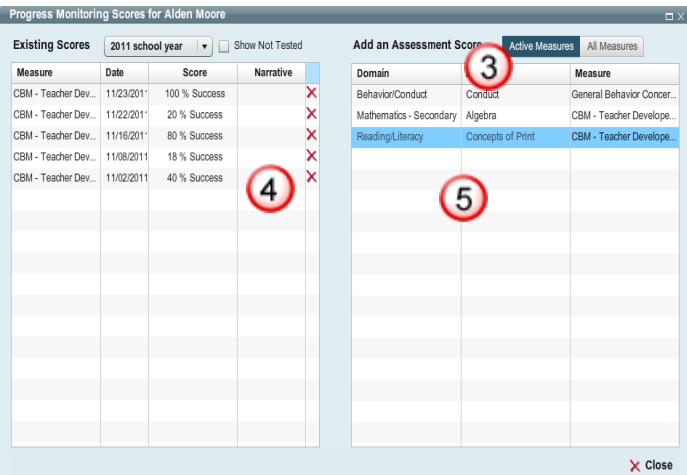 Progress Monitoring Scores for Alden Moore
Existing Scores 2011 school year Show Not Tested
Measure Date Score Narrative
CBM - Teacher Dev... 11/23/201 100 % Success
CBM - Teacher Dev... 11/22/201 20 % Success
CBM - Teacher Dev... 11/16/2011 80 % Success
CBM - Teacher Dev... 11/08/2011 18 % Success
CBM - Teacher Dev... 11/02/2011 40 % Success
4
Add an Assessment Score Active Measures All Measures
3
Domain Measure
Behavior/Conduct Conduct General Behavior Concer...
Mathematics - Secondary Algebra CBM - Teacher Develope...
Reading/Literacy Concepts of Print CBM - Teacher Develope...
5
Close